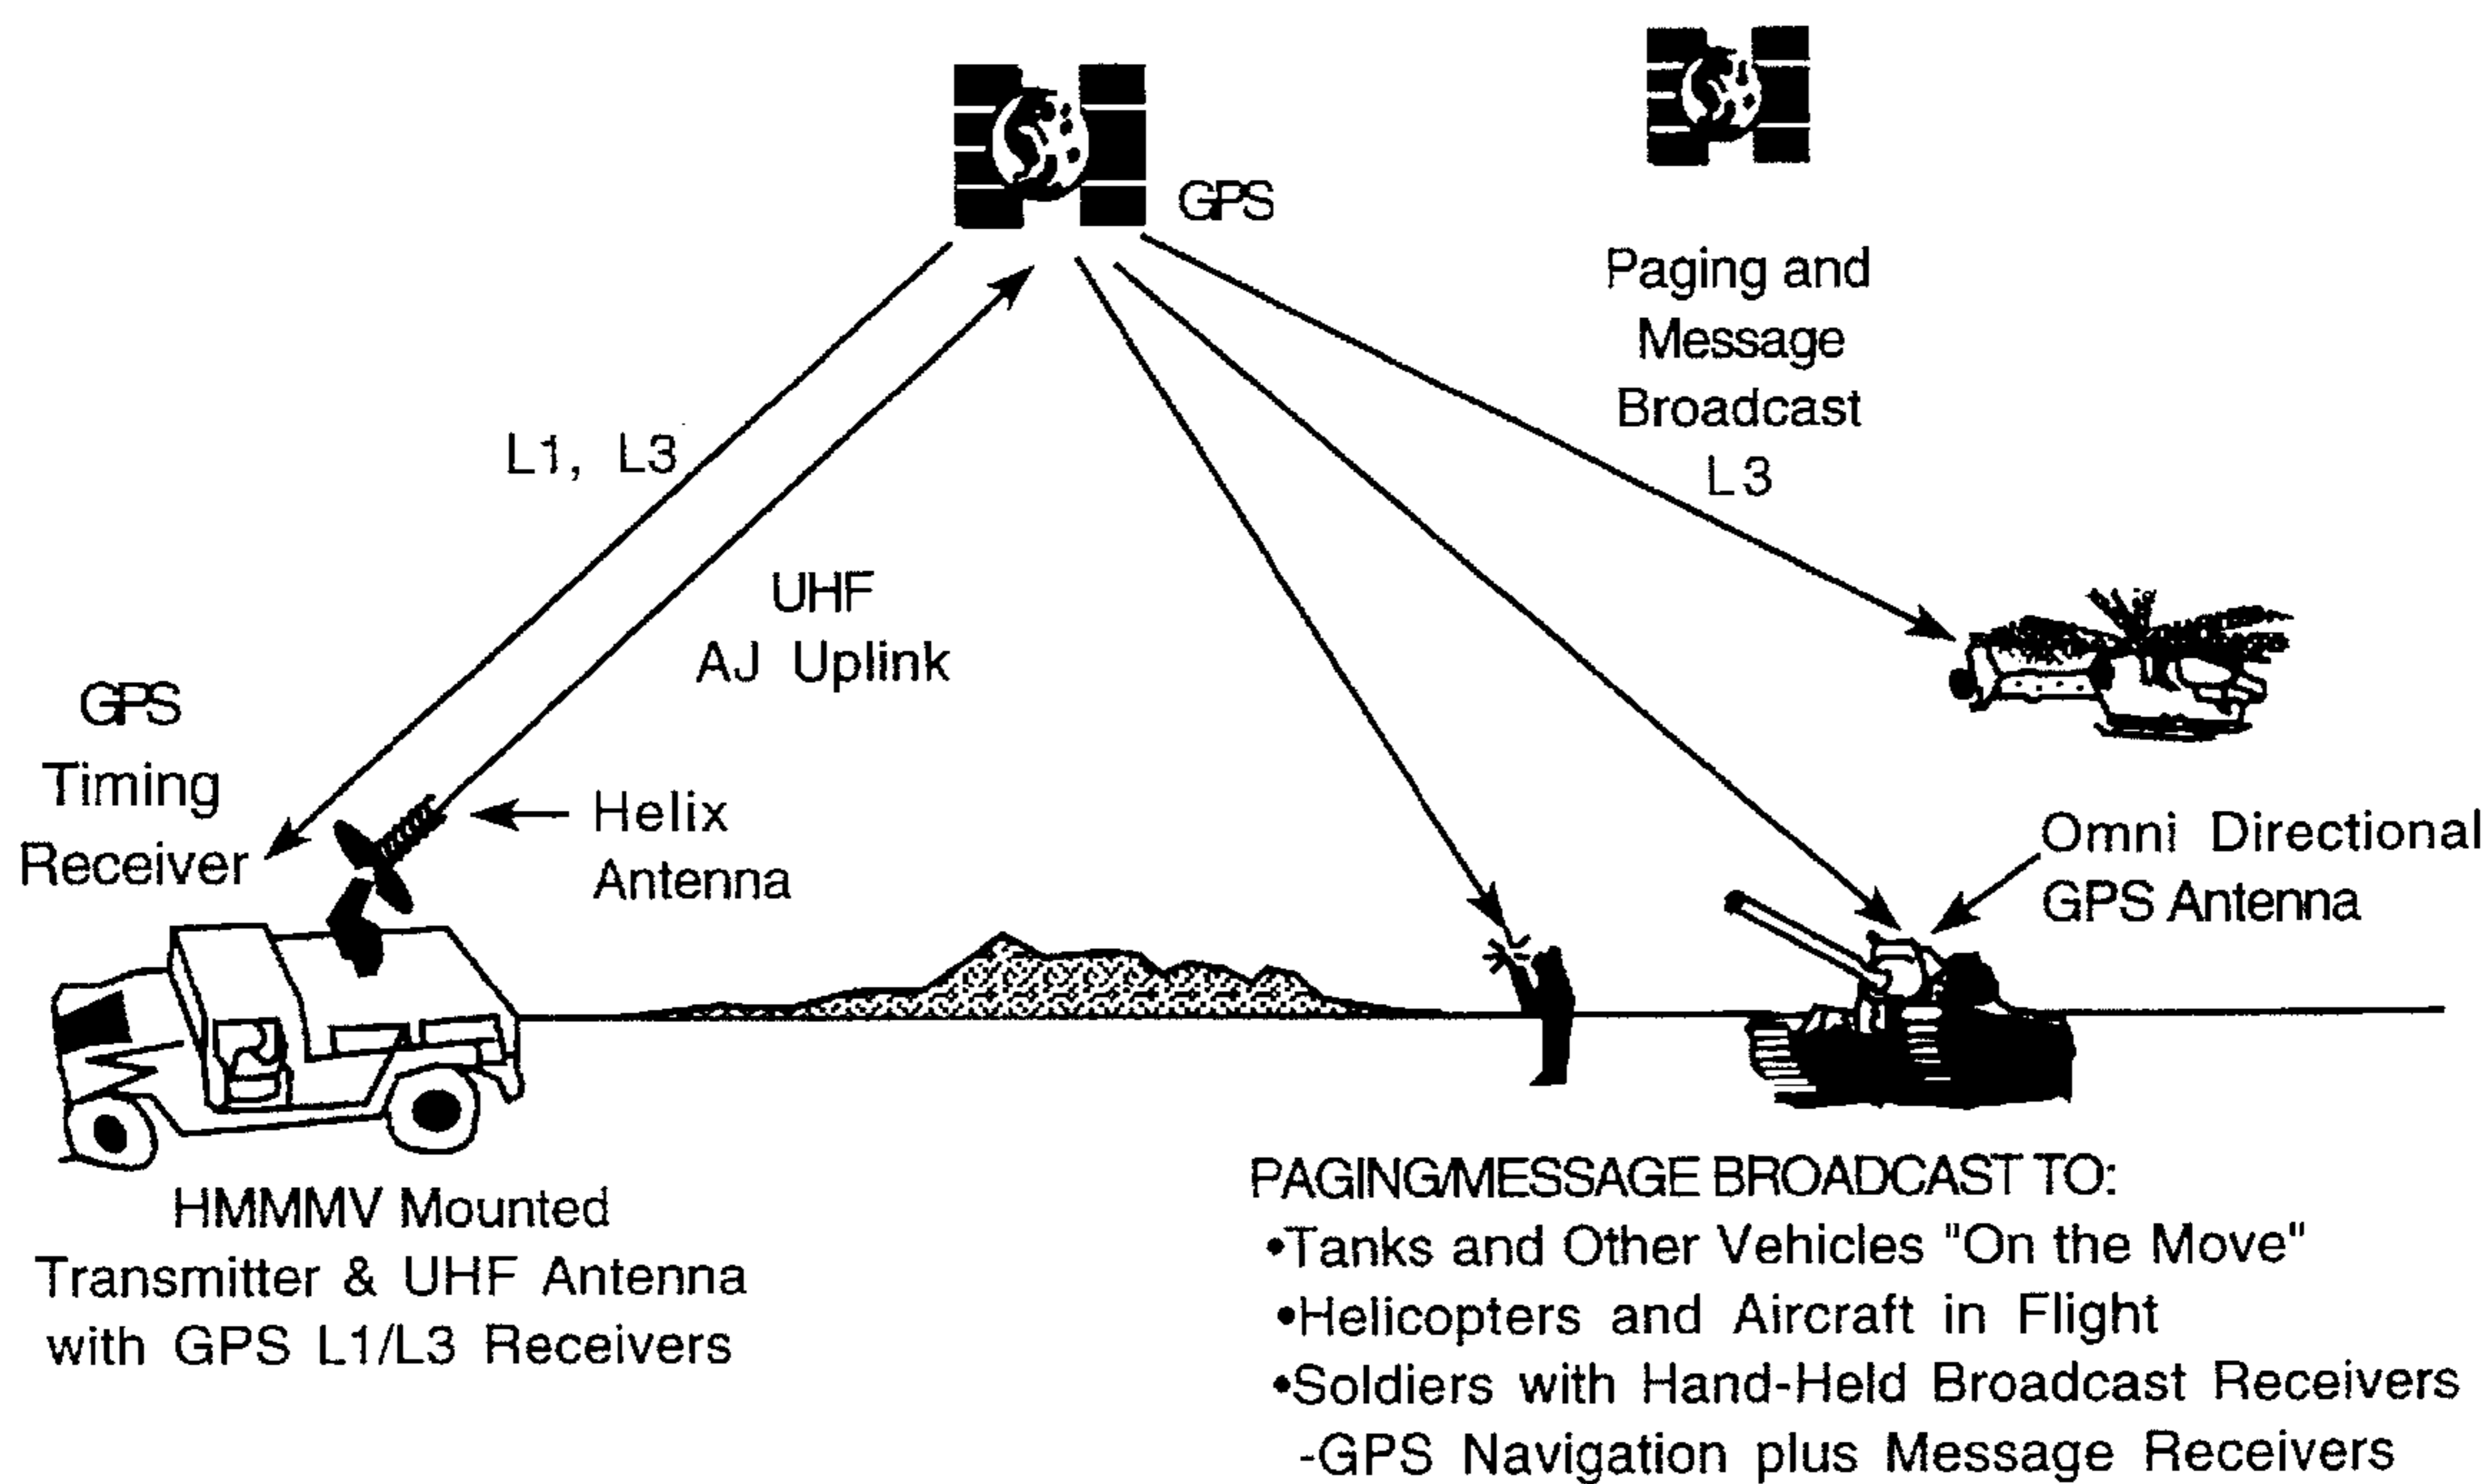 GPS
Paging and
Message
Broadcast
L3
L1, L3
UHF
AJ Uplink
GPS
Timing
Receiver
Helix
Antenna
Omni Directional
GPS Antenna
HMMMV Mounted
Transmitter & UHF Antenna
with GPS L1/L3 Receivers
PAGING/MESSAGE BROADCAST TO:
•Tanks and Other Vehicles "On the Move"
•Helicopters and Aircraft in Flight
•Soldiers with Hand-Held Broadcast Receivers
-GPS Navigation plus Message Receivers